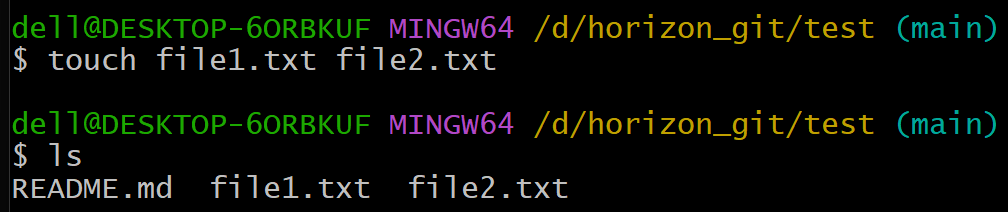 dell@DESKTOP-6ORBKUF MINGW64 /d/horizon_git/test (main)
$ touch file1.txt file2.txt
dell@DESKTOP-6ORBKUF MINGW64 /d/horizon_git/test (main)
$ ls
README.md  file1.txt  file2.txt